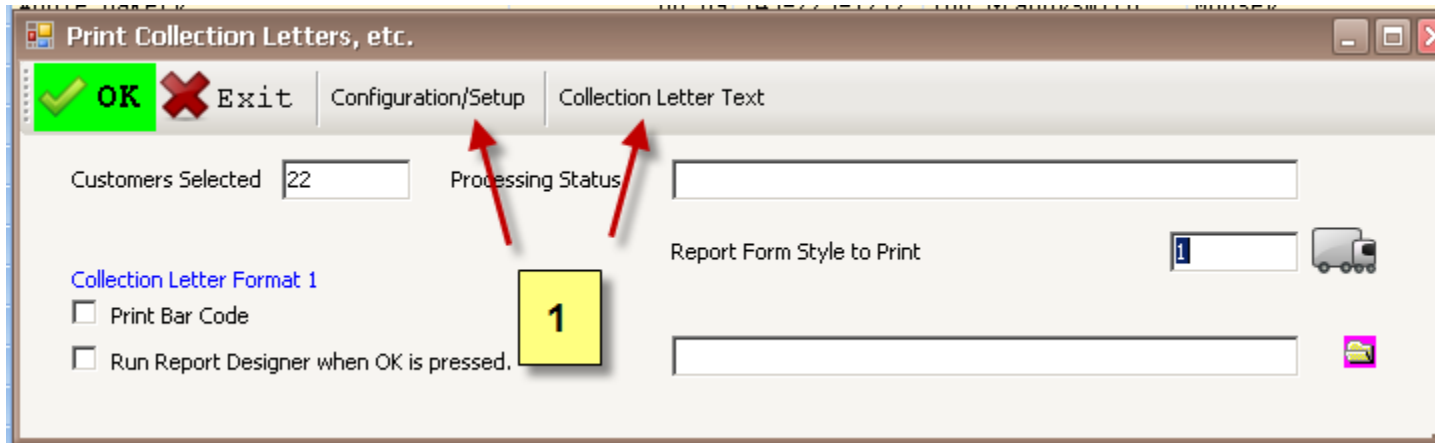 Print Collection Letters, etc.
OK Exit Configuration/Setup Collection Letter Text
Customers Selected 22 Processing Status
Report Form Style to Print 1
Collection Letter Format 1
Print Bar Code
1
Run Report Designer when OK is pressed.